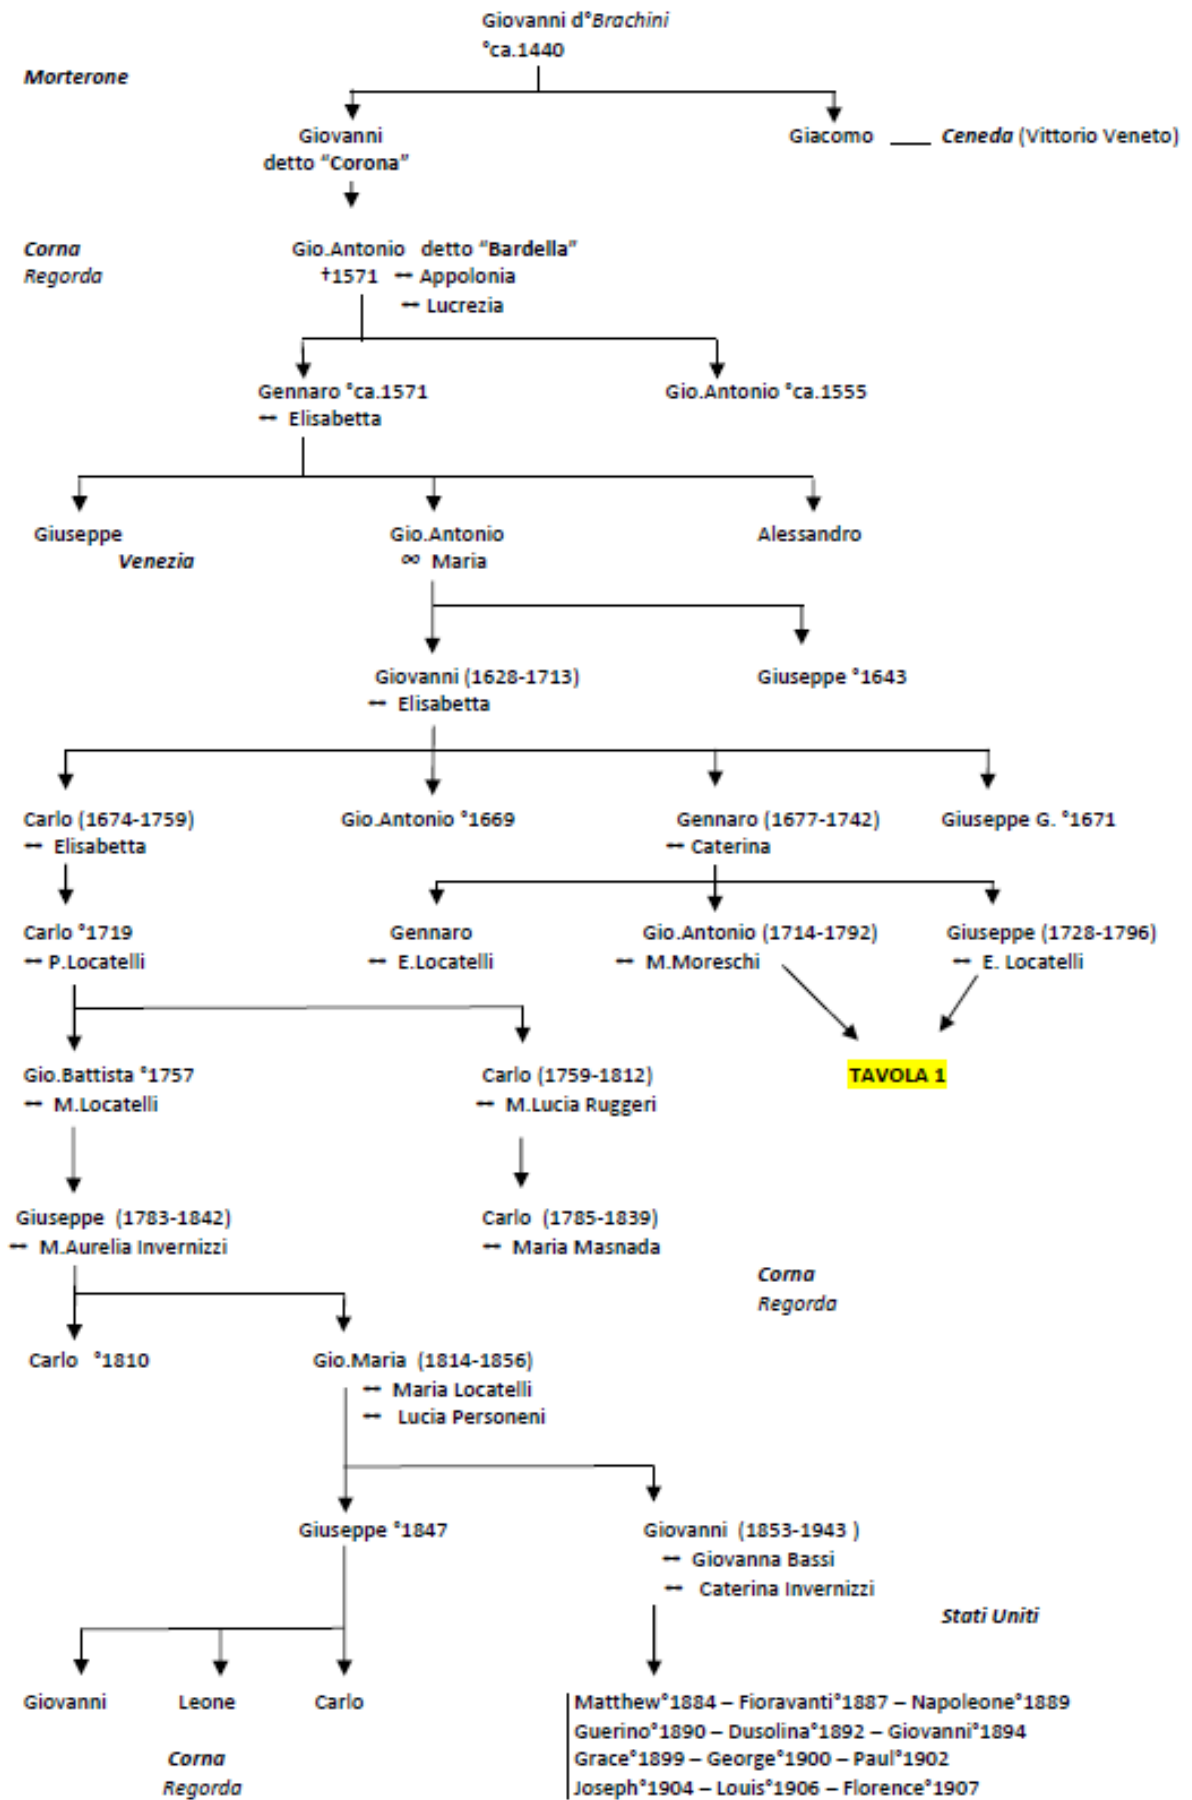 Giovanni d°Brachini
°ca.1440
Morterone
Giovanni
detto “Corona”
Giacomo ___ Ceneda (Vittorio Veneto)
Corna
Regorda
Gio.Antonio detto “Bardella”
†1571 ↔ Appolonia
↔ Lucrezia
Gennaro °ca.1571
↔ Elisabetta
Gio.Antonio °ca.1555
Giuseppe
Venezia
Gio.Antonio
∞ Maria
Alessandro
Giovanni (1628-1713)
↔ Elisabetta
Giuseppe °1643
Carlo (1674-1759)
↔ Elisabetta
Gio.Antonio °1669
Gennaro (1677-1742)
↔ Caterina
Giuseppe G. °1671
Carlo °1719
↔ P.Locatelli
Gennaro
↔ E.Locatelli
Gio.Antonio (1714-1792)
↔ M.Moreschi
Giuseppe (1728-1796)
↔ E. Locatelli
Gio.Battista °1757
↔ M.Locatelli
Carlo (1759-1812)
↔ M.Lucia Ruggeri
TAVOLA 1
Giuseppe (1783-1842)
↔ M.Aurelia Invernizzi
Carlo (1785-1839)
↔ Maria Masnada
Corna
Regorda
Carlo °1810
Gio.Maria (1814-1856)
↔ Maria Locatelli
↔ Lucia Personeni
Giuseppe °1847
Giovanni (1853-1943 )
↔ Giovanna Bassi
↔ Caterina Invernizzi
Stati Uniti
Giovanni
Leone
Carlo
Matthew°1884 – Fioravanti°1887 – Napoleone°1889
Guerino°1890 – Dusolina°1892 – Giovanni°1894
Grace°1899 – George°1900 – Paul°1902
Joseph°1904 – Louis°1906 – Florence°1907
Corna
Regorda